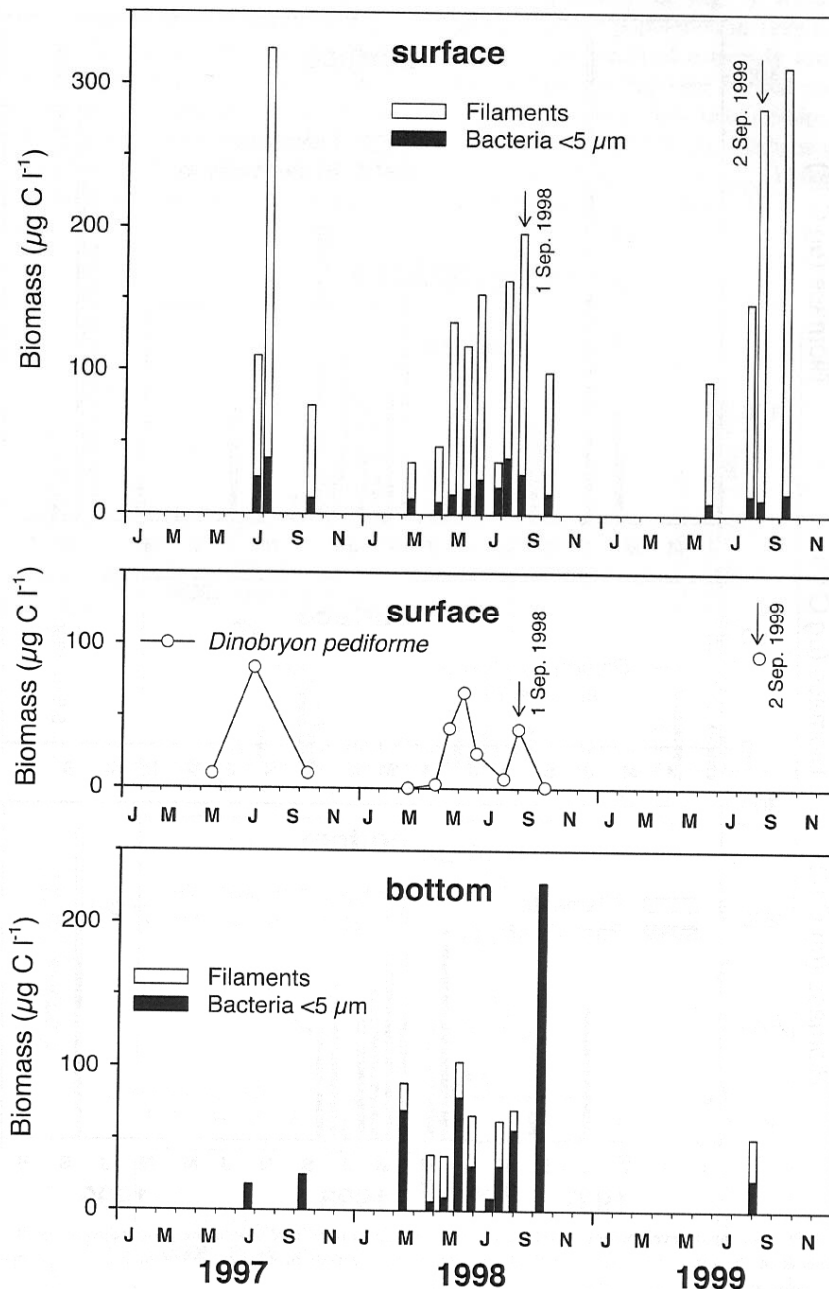 surface
Filaments
Bacteria <5 µm
1 Sep. 1998
2 Sep. 1999
Biomass (µg C l⁻¹)
300
200
100
0
J M M J S N J M M J S N J M M J S N
surface
Dinobryon pediforme
1 Sep. 1998
2 Sep. 1999
Biomass (µg C l⁻¹)
100
0
J M M J S N J M M J S N J M M J S N
bottom
Filaments
Bacteria <5 µm
Biomass (µg C l⁻¹)
200
100
0
J M M J S N J M M J S N J M M J S N
1997 1998 1999